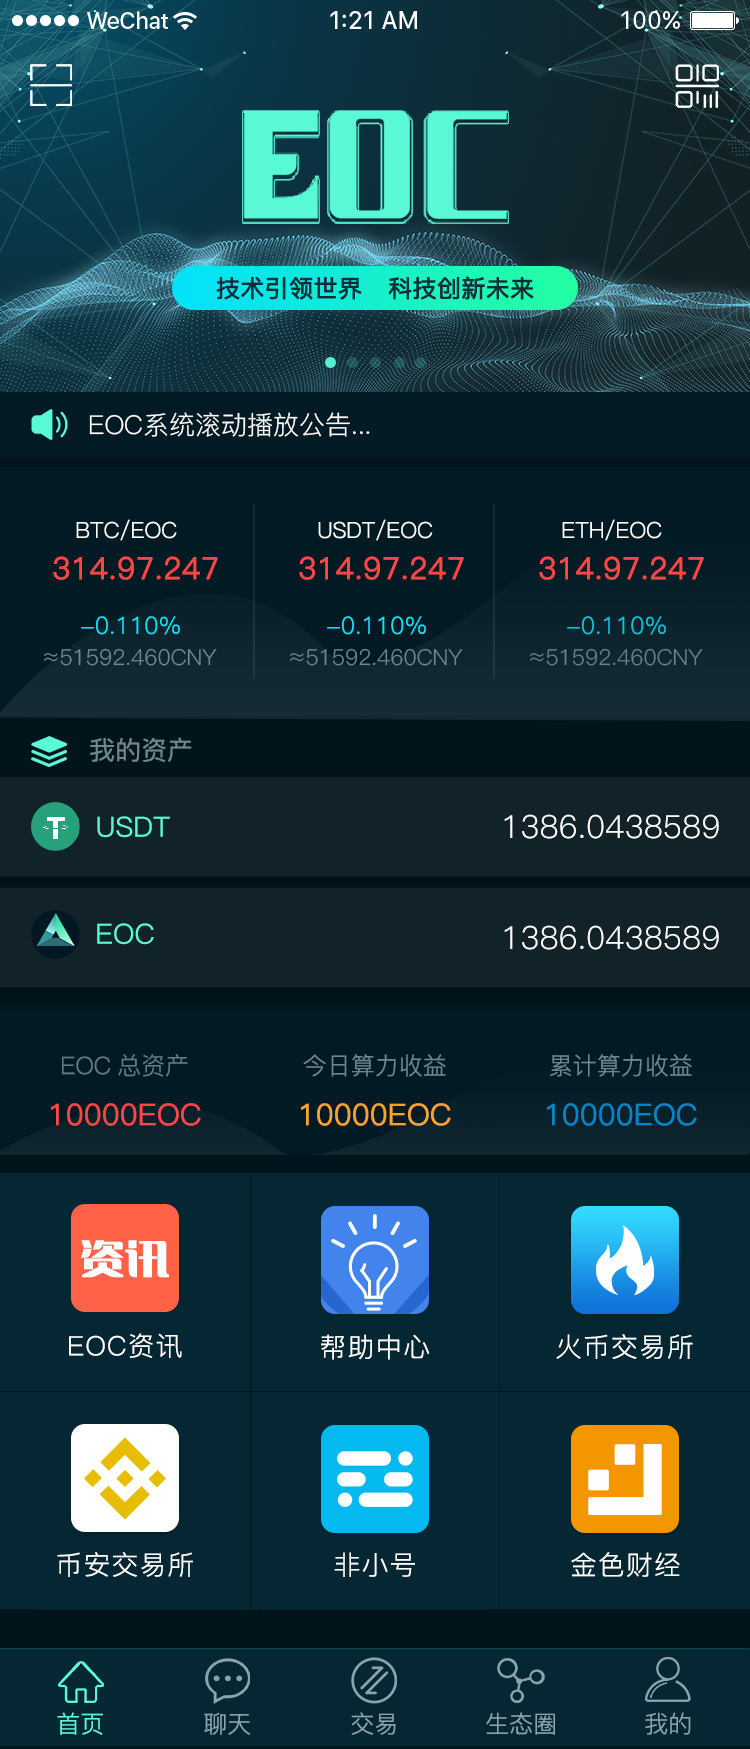 WeChat 1:21 AM 100%
EOC
技术引领世界 科技创新未来
EOC系统滚动播放公告...
BTC/EOC USDT/EOC ETH/EOC
314.97.247 314.97.247 314.97.247
-0.110% -0.110% -0.110%
≈51592.460CNY ≈51592.460CNY ≈51592.460CNY
我的资产
USDT 1386.0438589
EOC 1386.0438589
EOC 总资产 今日算力收益 累计算力收益
10000EOC 10000EOC 10000EOC
资讯
EOC资讯 帮助中心 火币交易所
币安交易所 非小号 金色财经
首页 聊天 交易 生态圈 我的